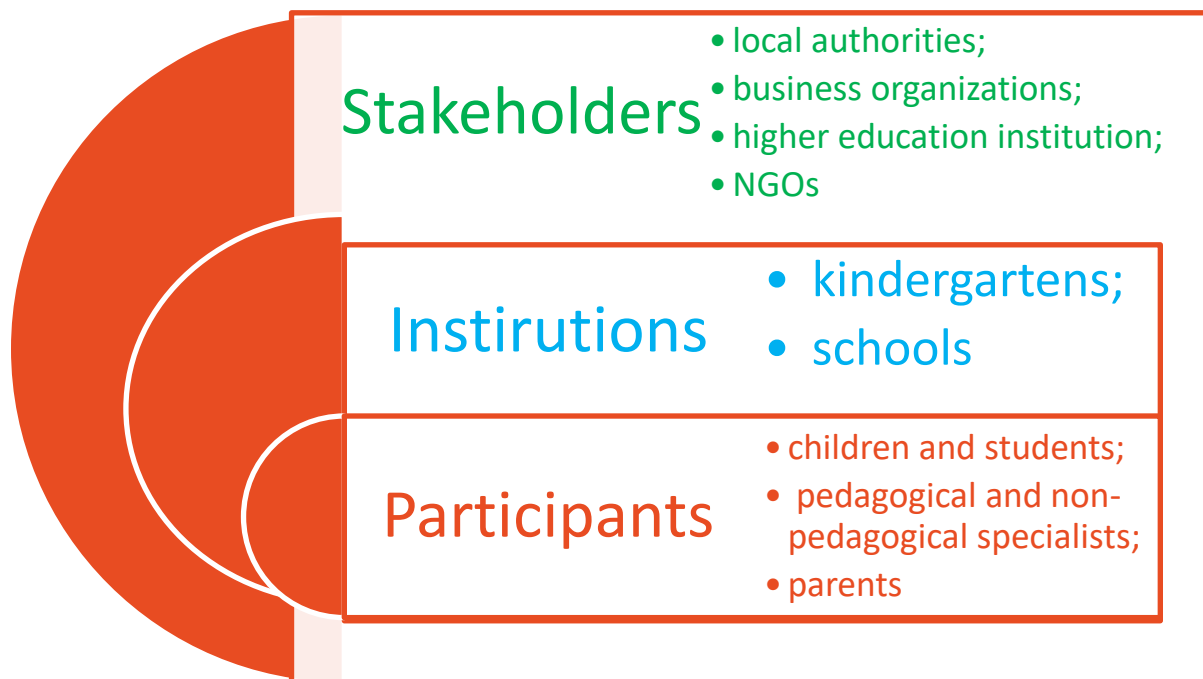 Stakeholders
• local authorities;
• business organizations;
• higher education institution;
• NGOs
Instirutions
• kindergartens;
• schools
Participants
• children and students;
• pedagogical and non-
pedagogical specialists;
• parents